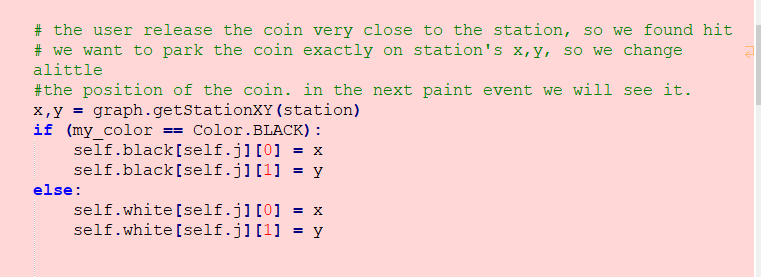 # the user release the coin very close to the station, so we found hit
# we want to park the coin exactly on station's x,y, so we change
alittle
#the position of the coin. in the next paint event we will see it.
x,y = graph.getStationXY(station)
if (my_color == Color.BLACK):
    self.black[self.j][0] = x
    self.black[self.j][1] = y
else:
    self.white[self.j][0] = x
    self.white[self.j][1] = y